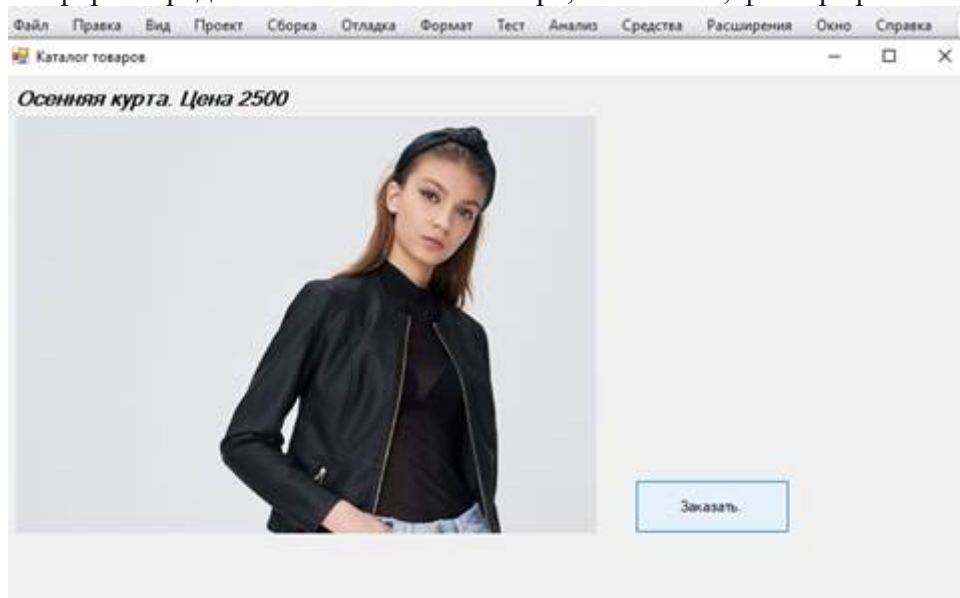 Файл Правка Вид Проект Сборка Отладка Формат Тест Анализ Средства Расширения Окно Справка
Каталог товаров
Осенняя курта. Цена 2500
Заказать.